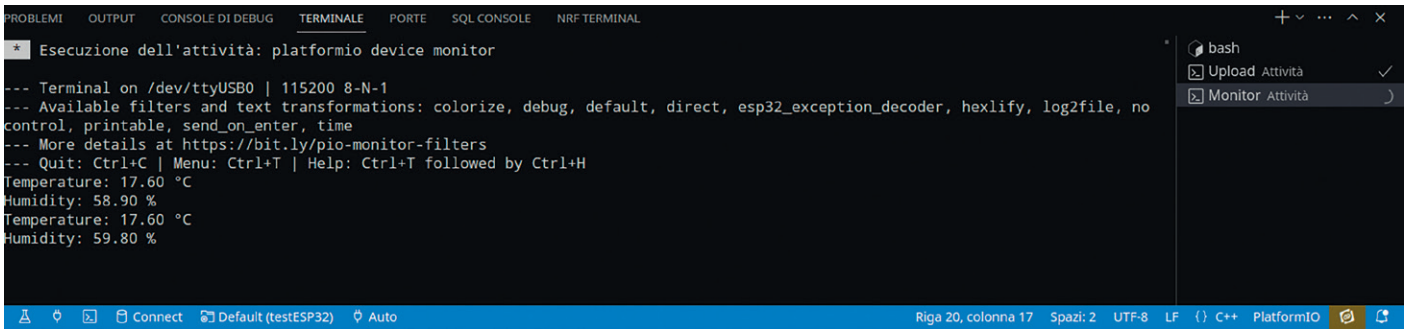 PROBLEMI OUTPUT CONSOLE DI DEBUG TERMINALE PORTE SQL CONSOLE NRF TERMINAL
* Esecuzione dell'attività: platformio device monitor
--- Terminal on /dev/ttyUSB0 | 115200 8-N-1
--- Available filters and text transformations: colorize, debug, default, direct, esp32_exception_decoder, hexlify, log2file, no
control, printable, send_on_enter, time
--- More details at https://bit.ly/pio-monitor-filters
--- Quit: Ctrl+C | Menu: Ctrl+T | Help: Ctrl+T followed by Ctrl+H
Temperature: 17.60 °C
Humidity: 58.90 %
Temperature: 17.60 °C
Humidity: 59.80 %
bash
Upload Attività
Monitor Attività
Connect Default (testESP32) Auto Riga 20, colonna 17 Spazi: 2 UTF-8 LF {} C++ PlatformIO